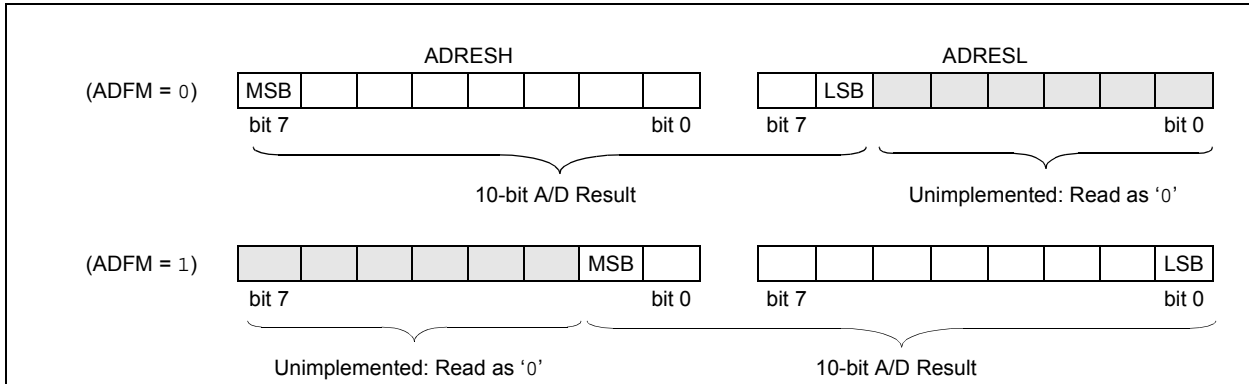 ADRESH ADRESL
(ADFM = 0) MSB LSB
bit 7 bit 0 bit 7 bit 0
10-bit A/D Result Unimplemented: Read as ‘0’
(ADFM = 1) MSB LSB
bit 7 bit 0 bit 7 bit 0
Unimplemented: Read as ‘0’ 10-bit A/D Result